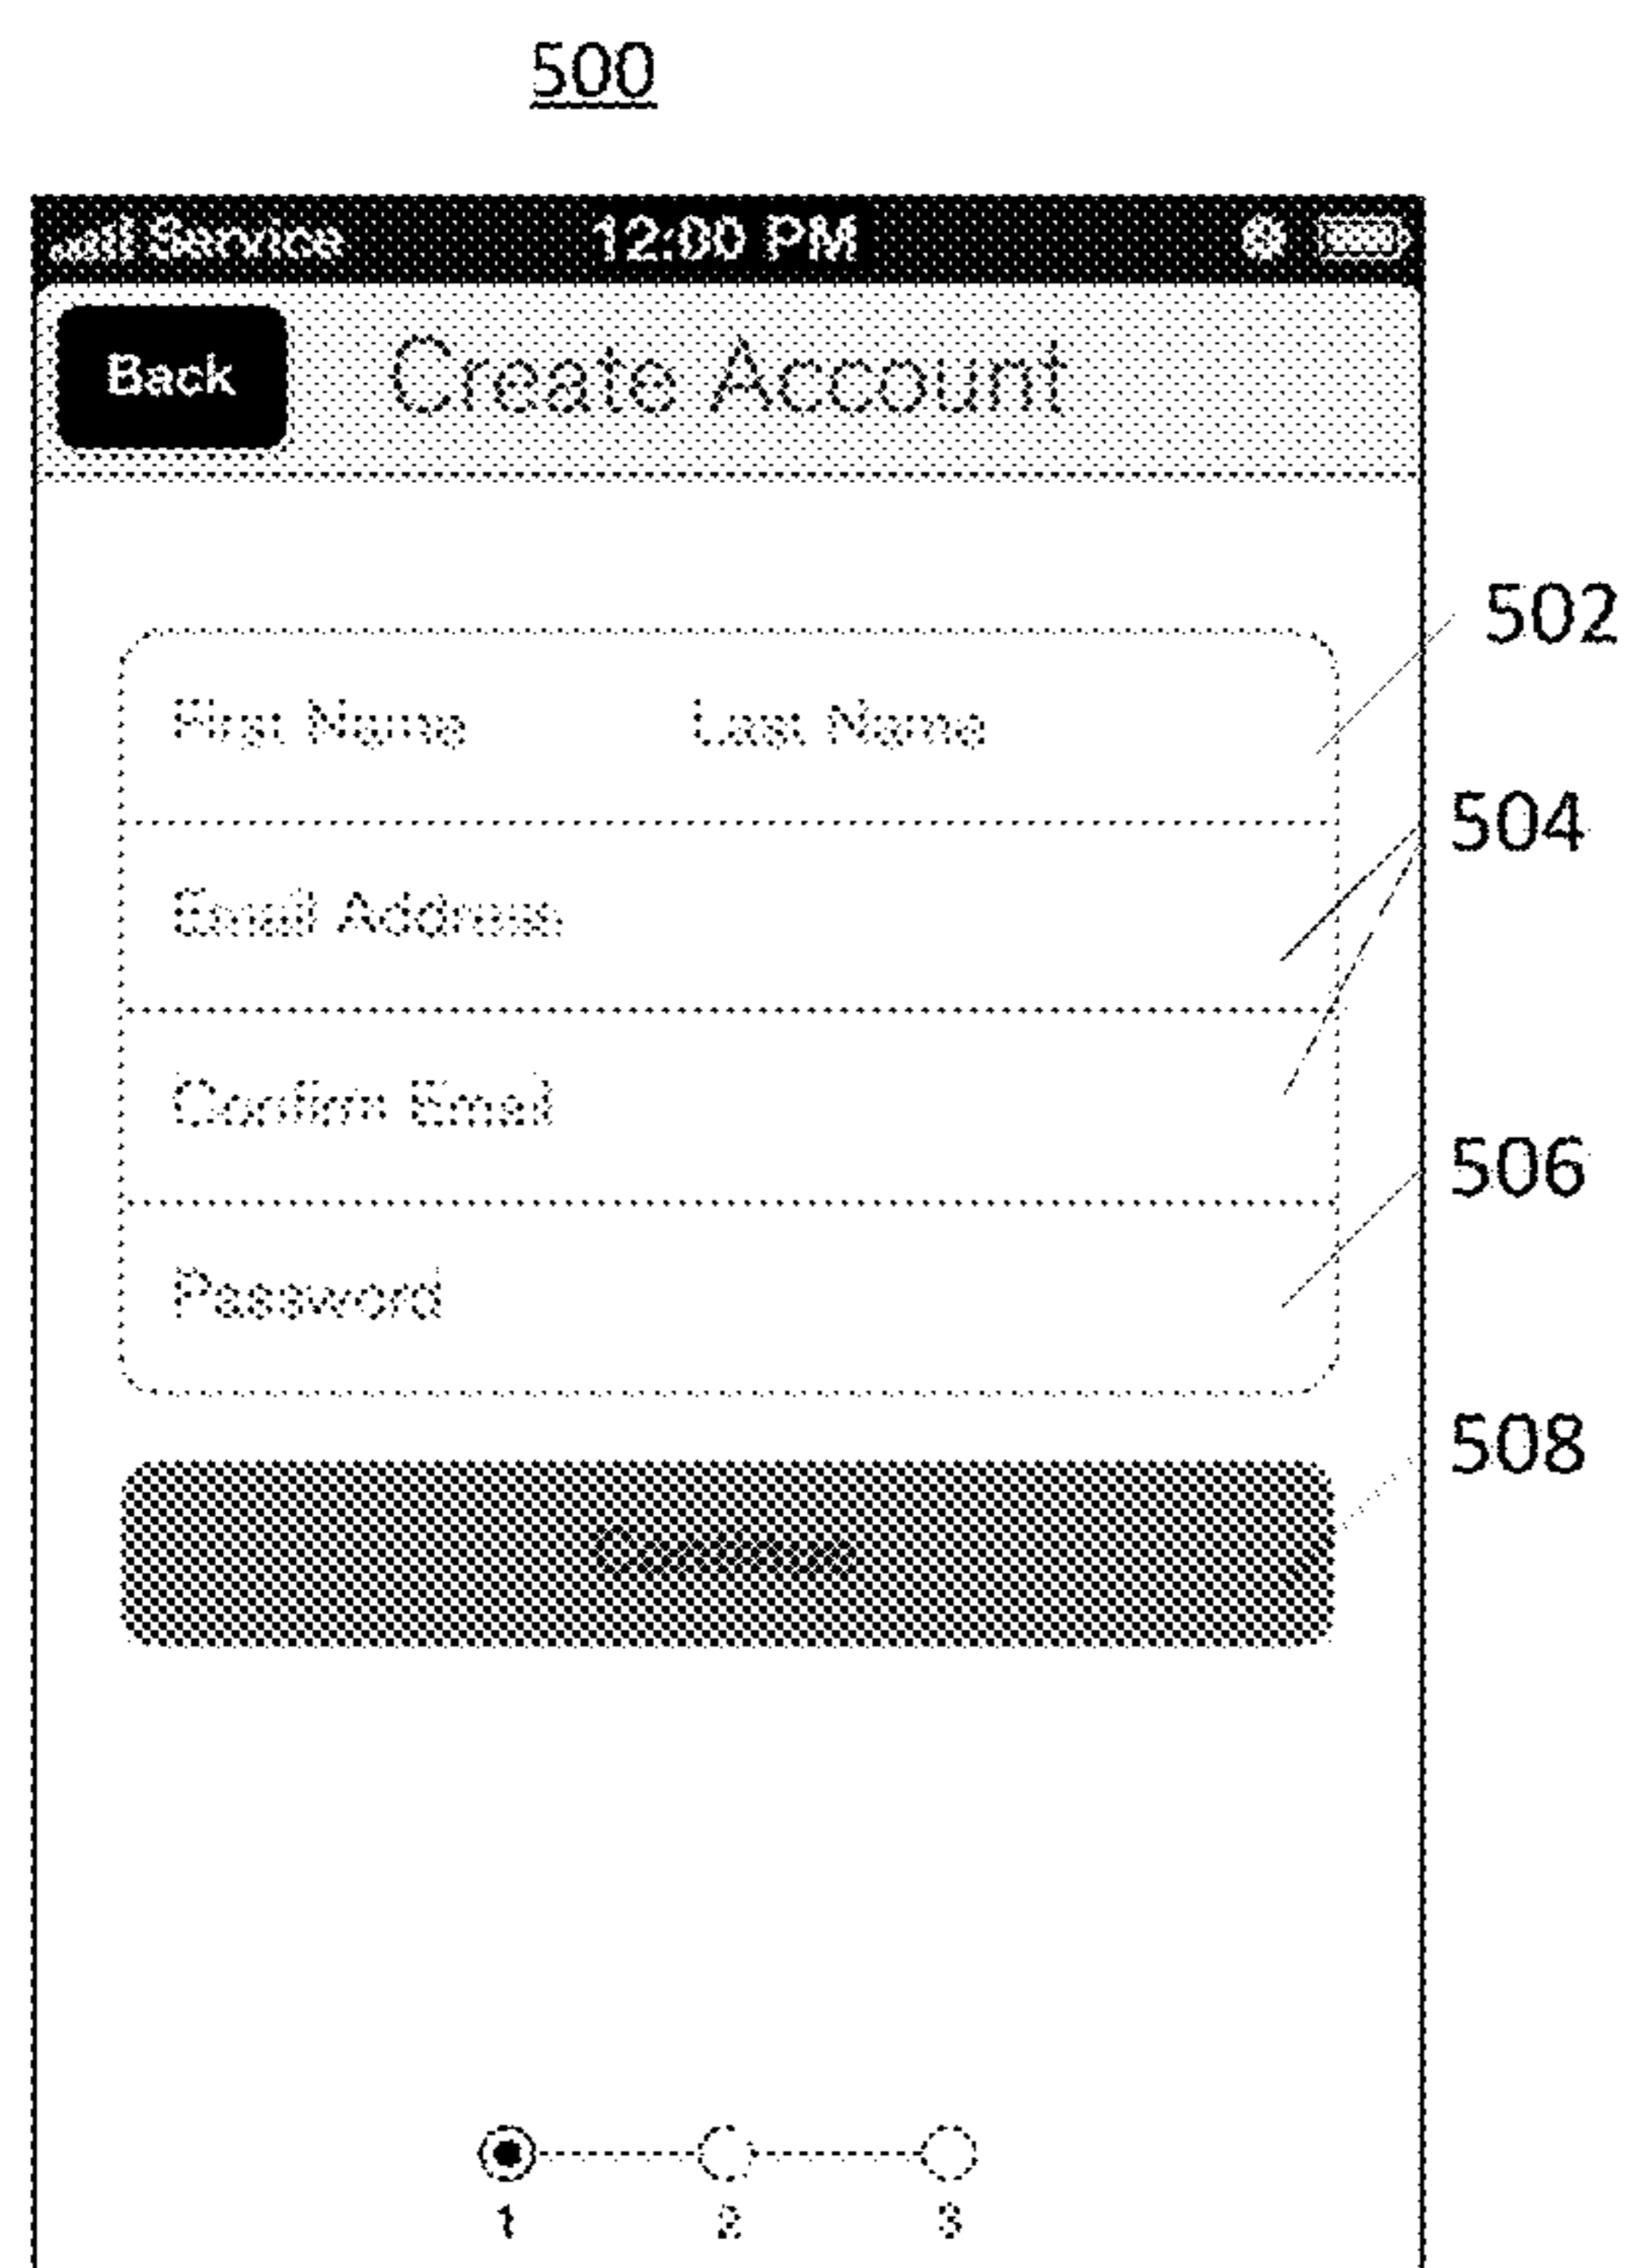 500
Service 12:00 PM
Back Create Account
502
First Name Last Name
504
Email Address
Confirm Email
506
Password
508
Continue
1 2 3